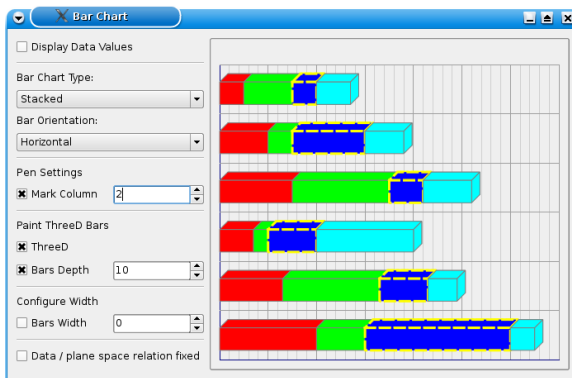 Bar Chart
Display Data Values
Bar Chart Type:
Stacked
Bar Orientation:
Horizontal
Pen Settings
Mark Column 2
Paint ThreeD Bars
ThreeD
Bars Depth 10
Configure Width
Bars Width 0
Data / plane space relation fixed